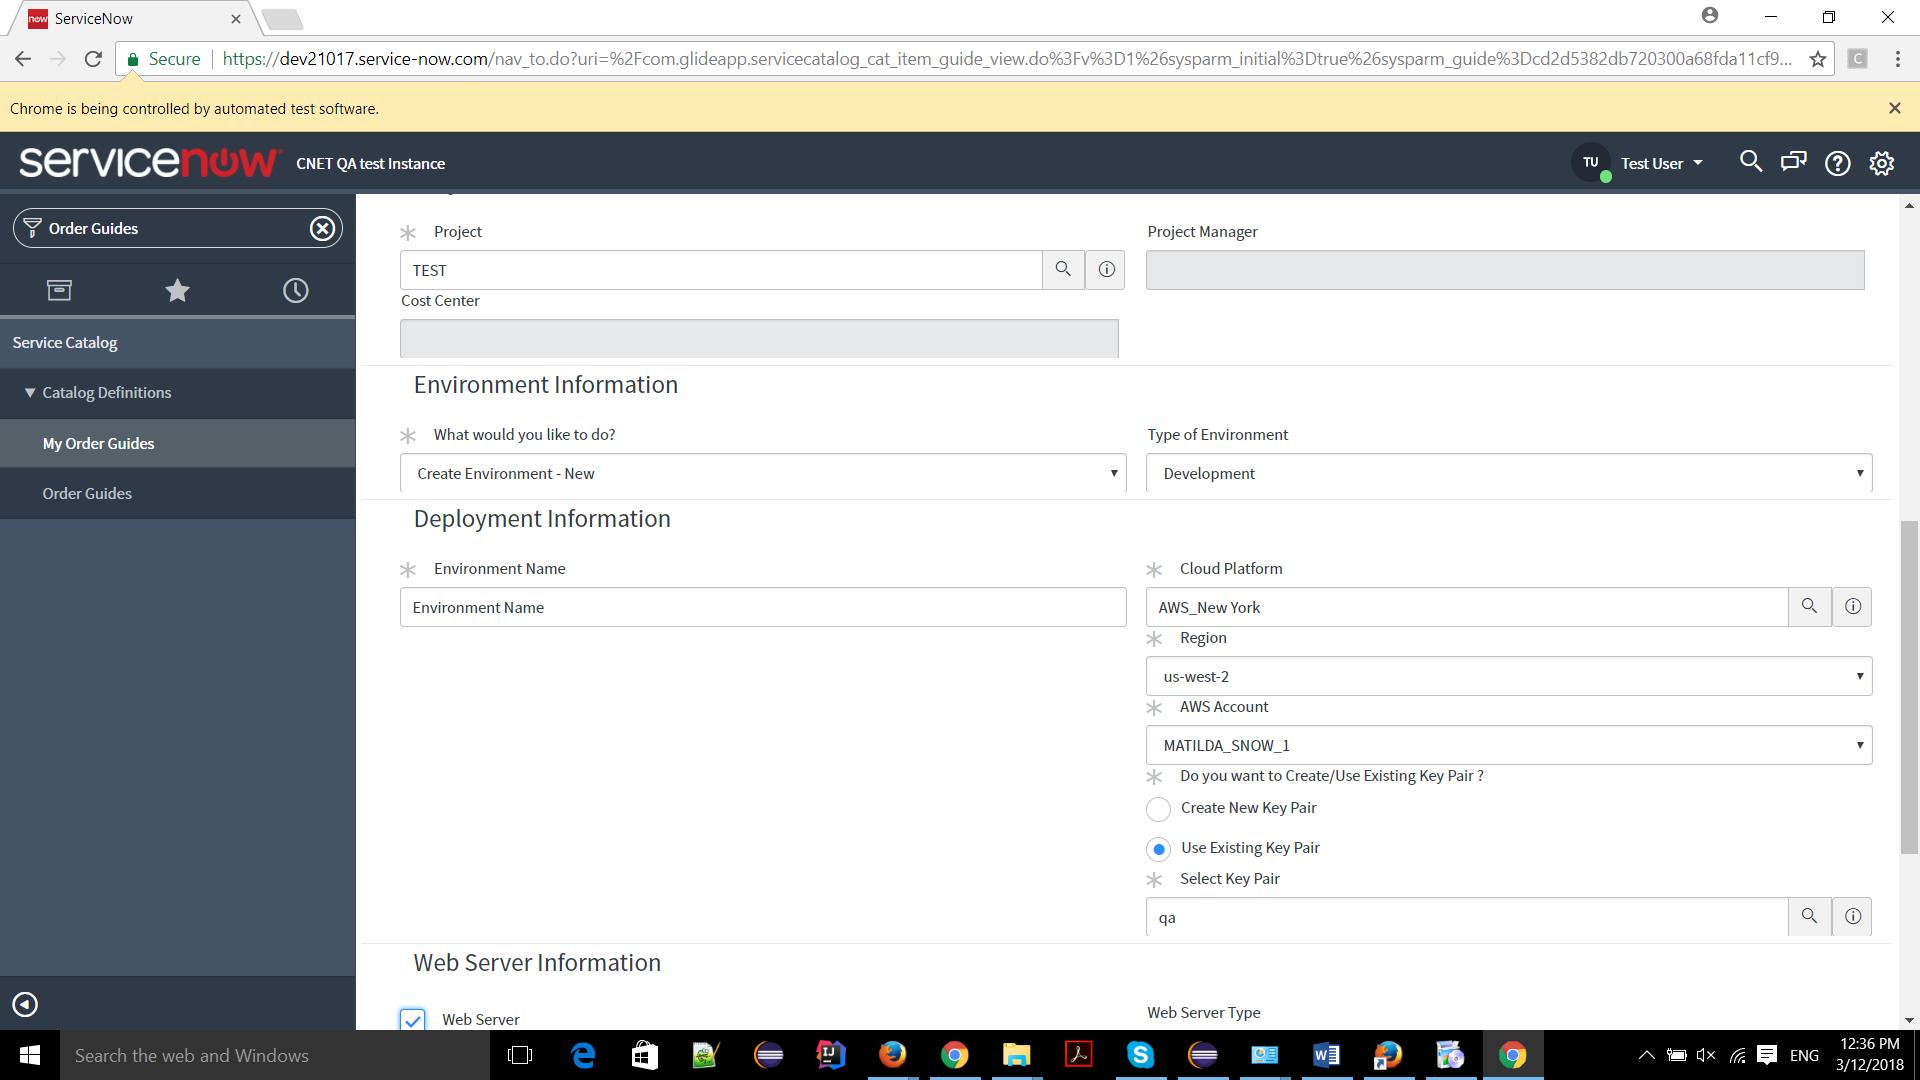 now ServiceNow
Secure https://dev21017.service-now.com/nav_to.do?uri=%2Fcom.glideapp.servicecatalog_cat_item_guide_view.do%3Fv%3D1%26sysparm_initial%3Dtrue%26sysparm_guide%3Dcd2d5382db720300a68fda11cf9...
C
Chrome is being controlled by automated test software.
servicenow CNET QA test Instance
TU Test User
Order Guides
Service Catalog
Catalog Definitions
My Order Guides
Order Guides
Project
TEST
Project Manager
Cost Center
Environment Information
What would you like to do?
Create Environment - New
Type of Environment
Development
Deployment Information
Environment Name
Environment Name
Cloud Platform
AWS_New York
Region
us-west-2
AWS Account
MATILDA_SNOW_1
Do you want to Create/Use Existing Key Pair ?
Create New Key Pair
Use Existing Key Pair
Select Key Pair
qa
Web Server Information
Web Server
Web Server Type
Search the web and Windows
ENG
12:36 PM
3/12/2018